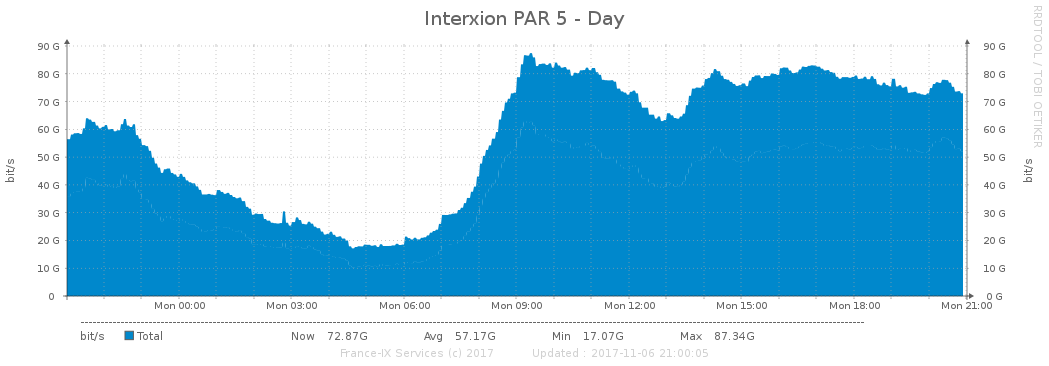 Interxion PAR 5 - Day
RRDTOOL / TOBI OETIKER
90 G 90 G
80 G 80 G
70 G 70 G
60 G 60 G
50 G 50 G
40 G 40 G
30 G 30 G
20 G 20 G
10 G 10 G
0 0 G
bit/s
bit/s
Mon 00:00 Mon 03:00 Mon 06:00 Mon 09:00 Mon 12:00 Mon 15:00 Mon 18:00 Mon 21:00
bit/s Total Now 72.87G Avg 57.17G Min 17.07G Max 87.34G
France-IX Services (c) 2017 Updated : 2017-11-06 21:00:05